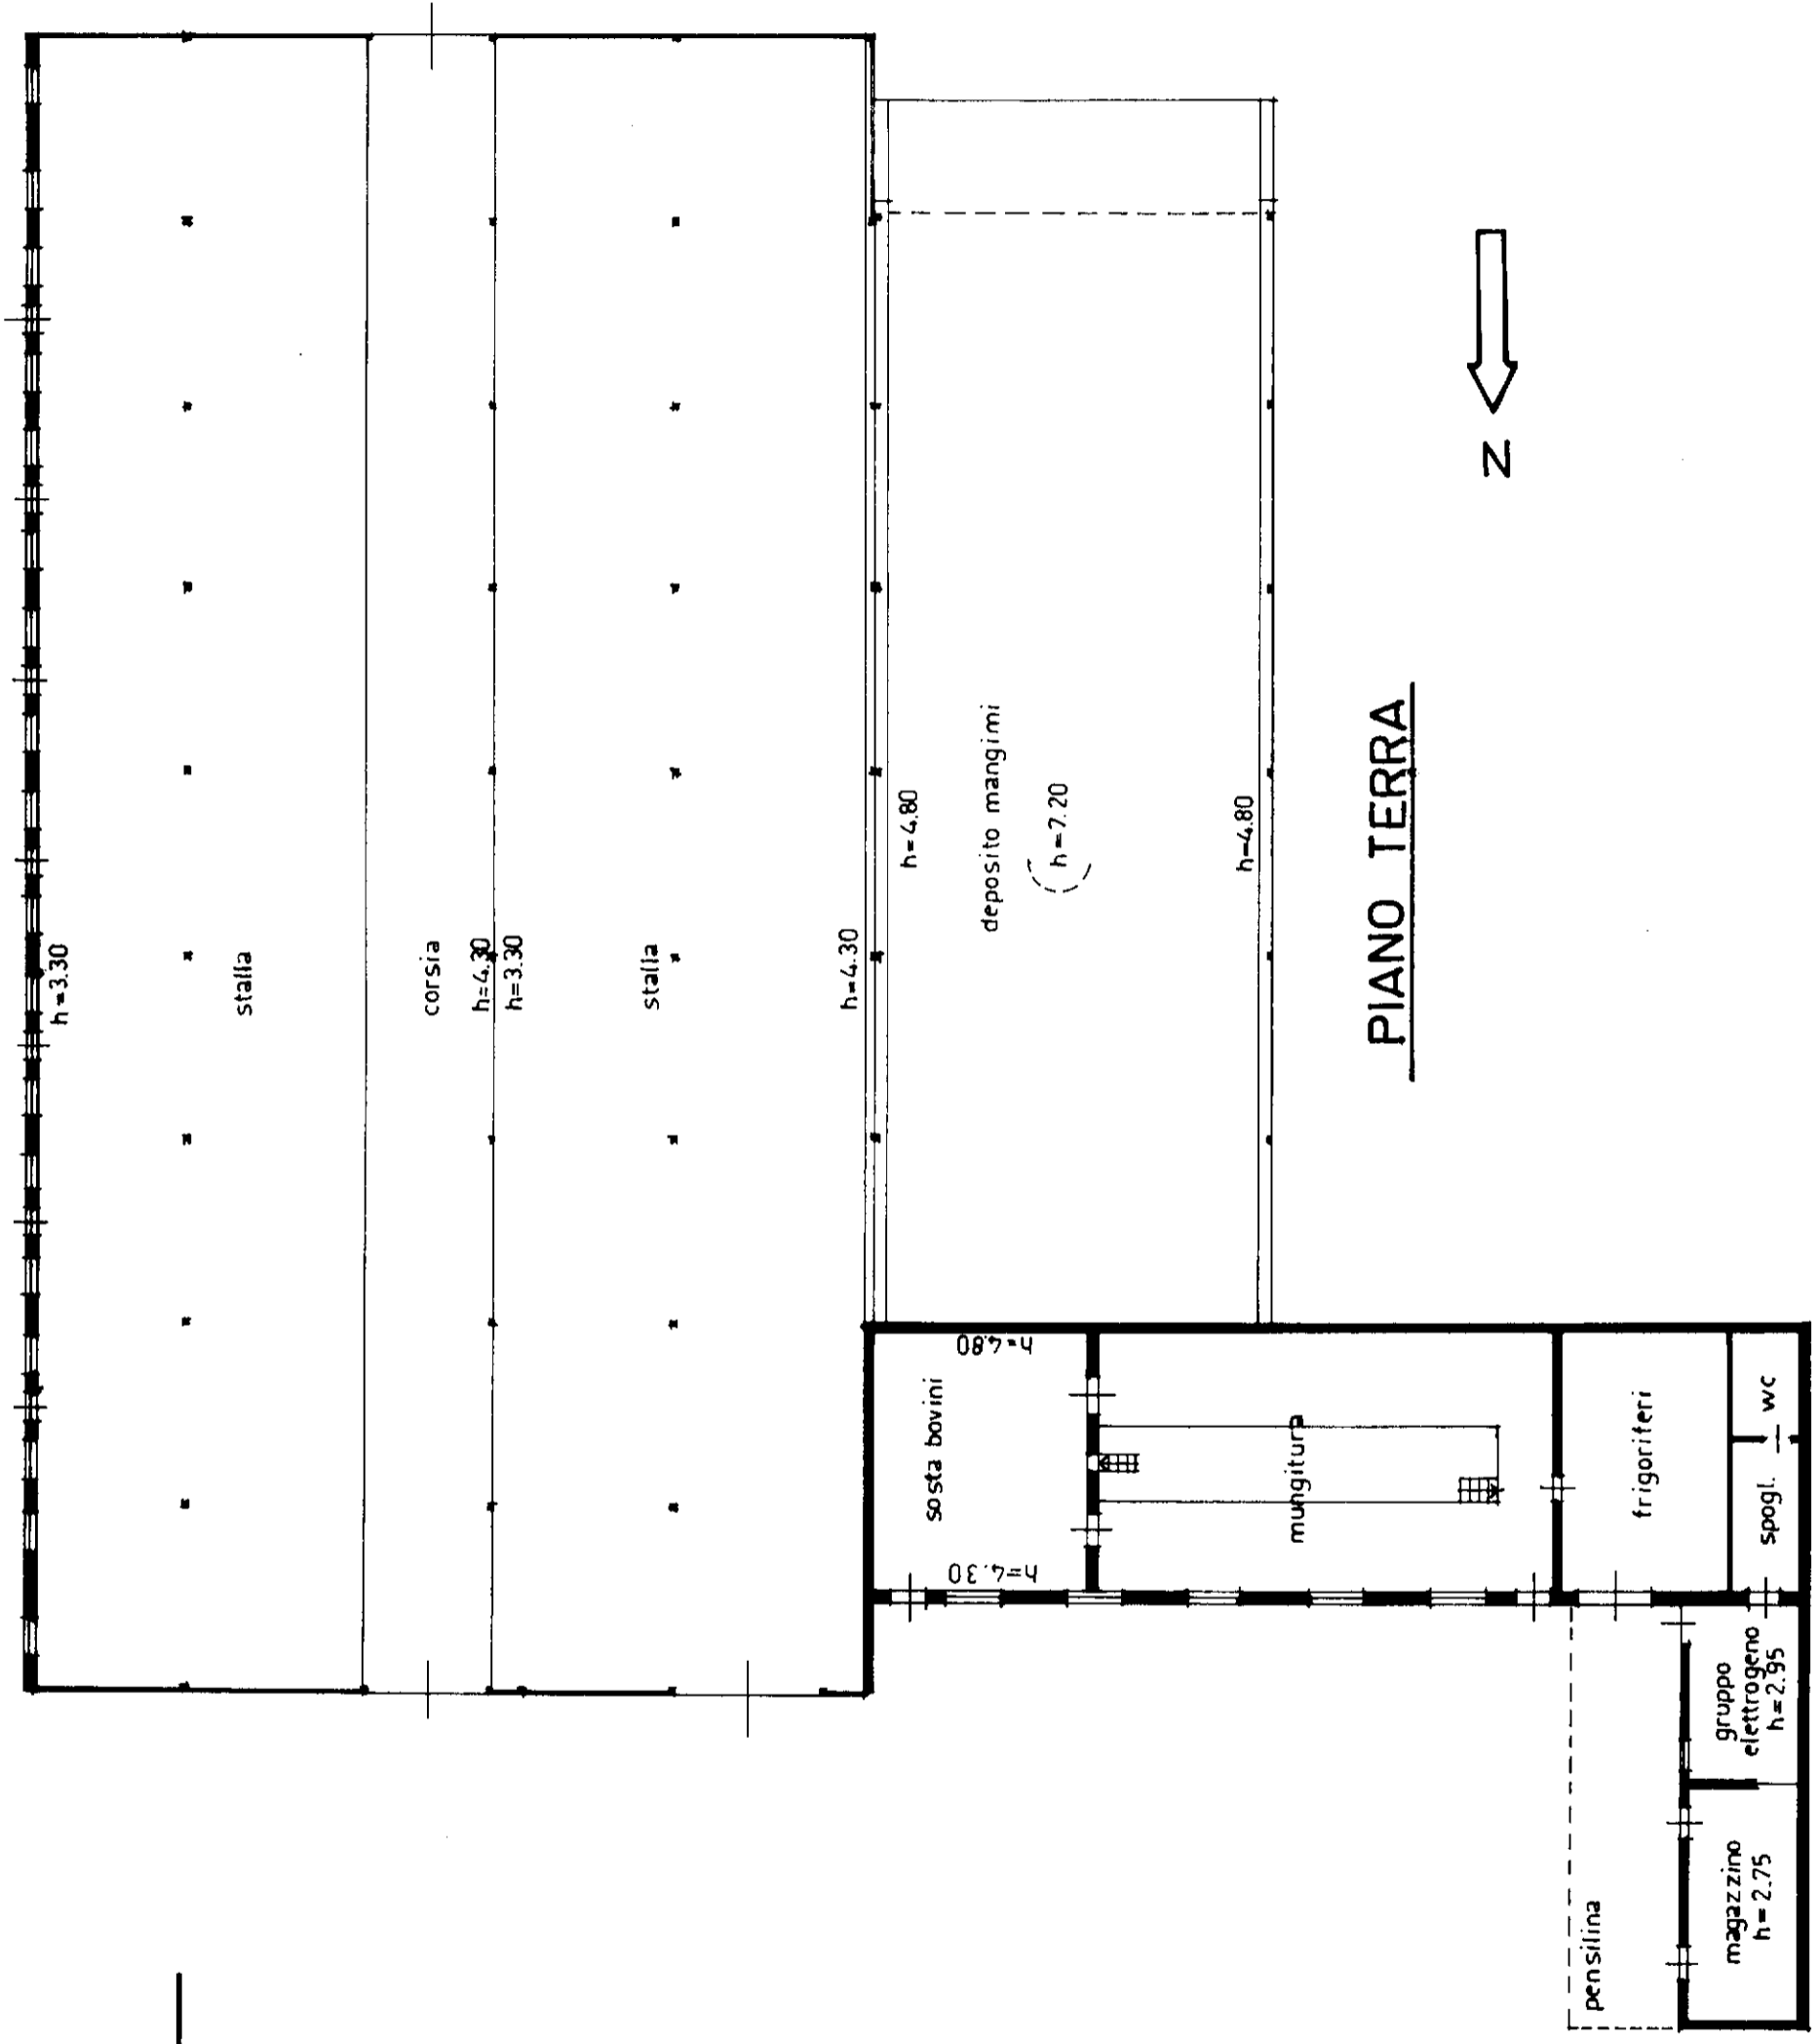 h=3.30
stalla
corsia
h=4.30
h=3.30
stalla
h=4.30
h=4.80
deposito mangimi
h=7.20
h=4.80
PIANO TERRA
N
h=4.80
sosta bovini
h=4.30
mungitura
frigoriferi
wc
spogl.
gruppo
elettrogeno
h=2.95
magazzino
h=2.75
pensilina